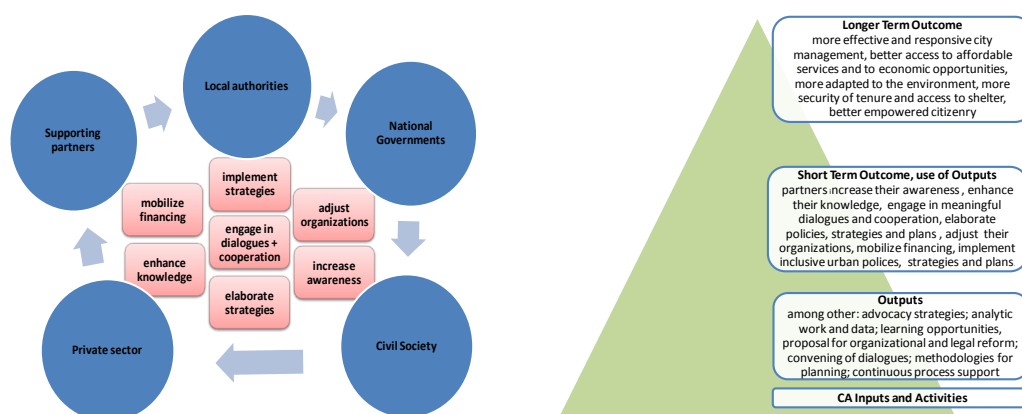 Local authorities
Supporting
partners
National
Governments
implement
strategies
mobilize
financing
adjust
organizations
engage in
dialogues +
cooperation
enhance
knowledge
increase
awareness
elaborate
strategies
Private sector
Civil Society
Longer Term Outcome
more effective and responsive city
management, better access to affordable
services and to economic opportunities,
more adapted to the environment, more
security of tenure and access to shelter,
better empowered citizenry
Short Term Outcome, use of Outputs
partners increase their awareness , enhance
their knowledge, engage in meaningful
dialogues and cooperation, elaborate
policies, strategies and plans , adjust their
organizations, mobilize financing, implement
inclusive urban polices, strategies and plans
Outputs
among other: advocacy strategies; analytic
work and data; learning opportunities,
proposal for organizational and legal reform;
convening of dialogues; methodologies for
planning; continuous process support
CA Inputs and Activities